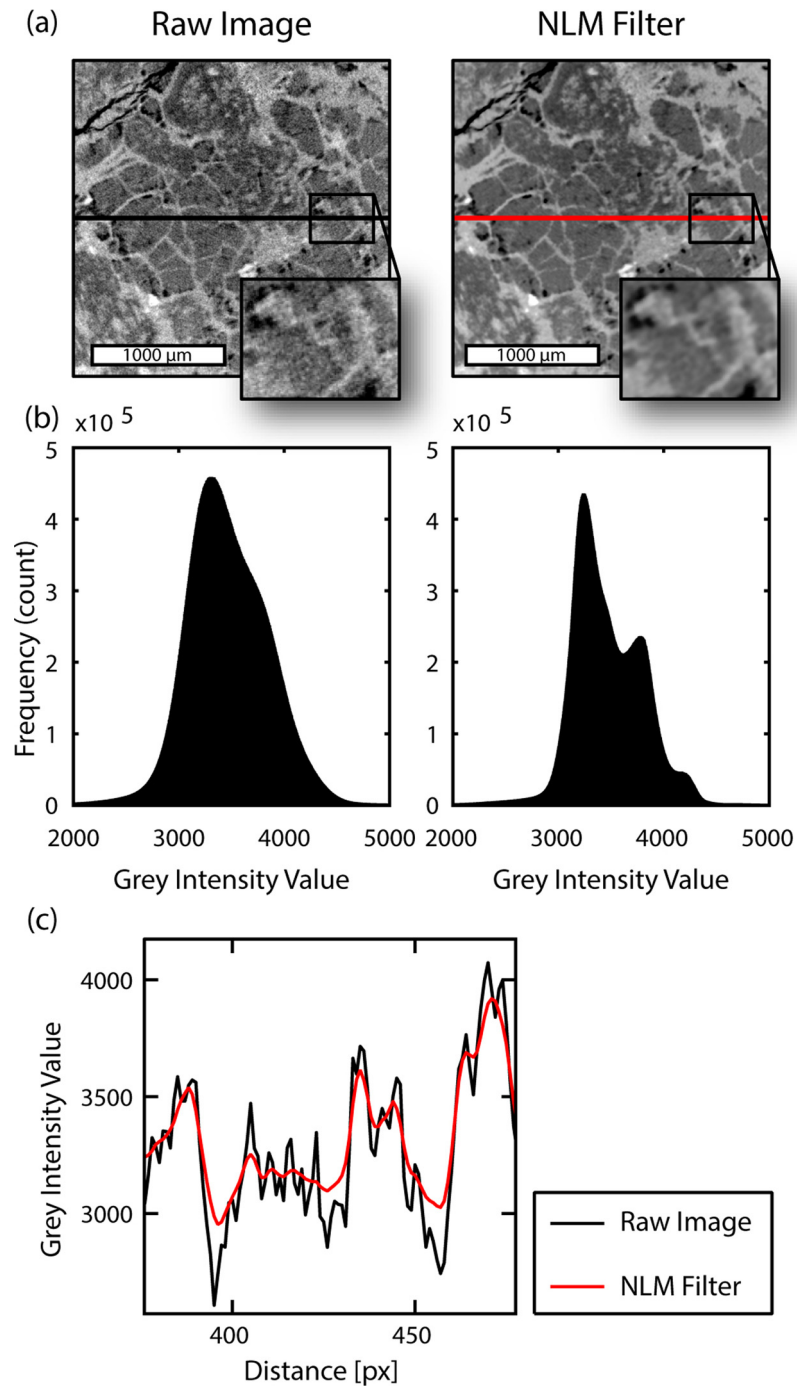 (a) Raw Image NLM Filter
1000 µm 1000 µm
(b) x10 5 x10 5
5 5
4 4
3 3
2 2
1 1
0 0
Frequency (count)
2000 3000 4000 5000 2000 3000 4000 5000
Grey Intensity Value Grey Intensity Value
(c)
4000
3500
3000
Grey Intensity Value
400 450
Distance [px]
Raw Image
NLM Filter